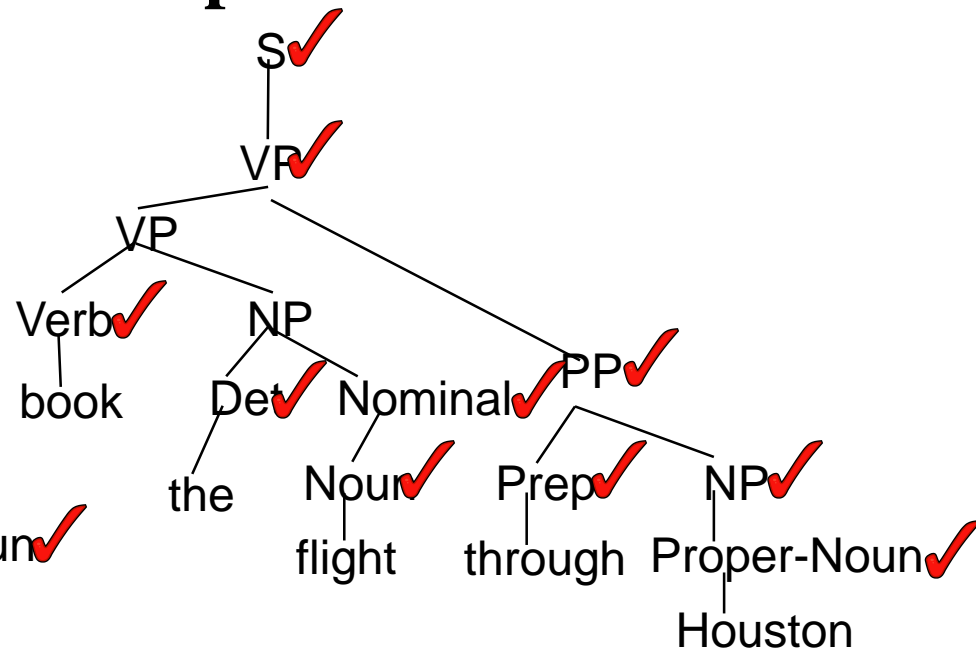 S
VP
VP
Verb NP
PP
book Det Nominal
the Noun Prep NP
flight through Proper-Noun
Houston